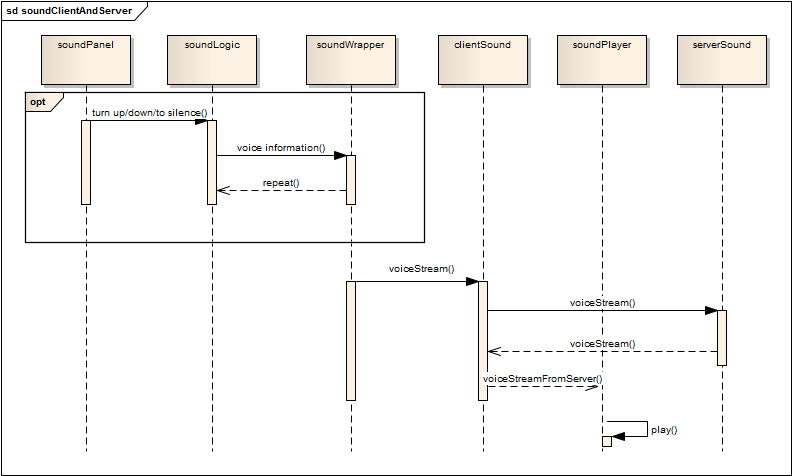 sd soundClientAndServer
soundPanel
soundLogic
soundWrapper
clientSound
soundPlayer
serverSound
opt
turn up/down/to silence()
voice information()
repeat()
voiceStream()
voiceStream()
voiceStream()
voiceStreamFromServer()
play()